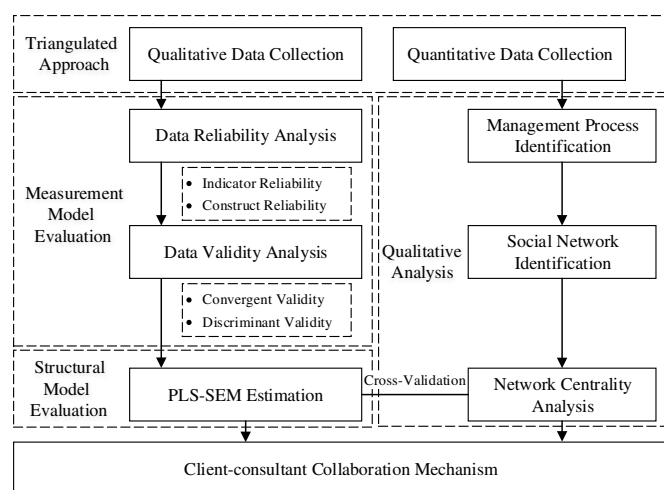 Triangulated
Approach
Qualitative Data Collection
Quantitative Data Collection
Measurement
Model
Evaluation
Data Reliability Analysis
• Indicator Reliability
• Construct Reliability
Data Validity Analysis
• Convergent Validity
• Discriminant Validity
Qualitative
Analysis
Management Process
Identification
Social Network
Identification
Structural
Model
Evaluation
PLS-SEM Estimation
Cross-Validation
Network Centrality
Analysis
Client-consultant Collaboration Mechanism